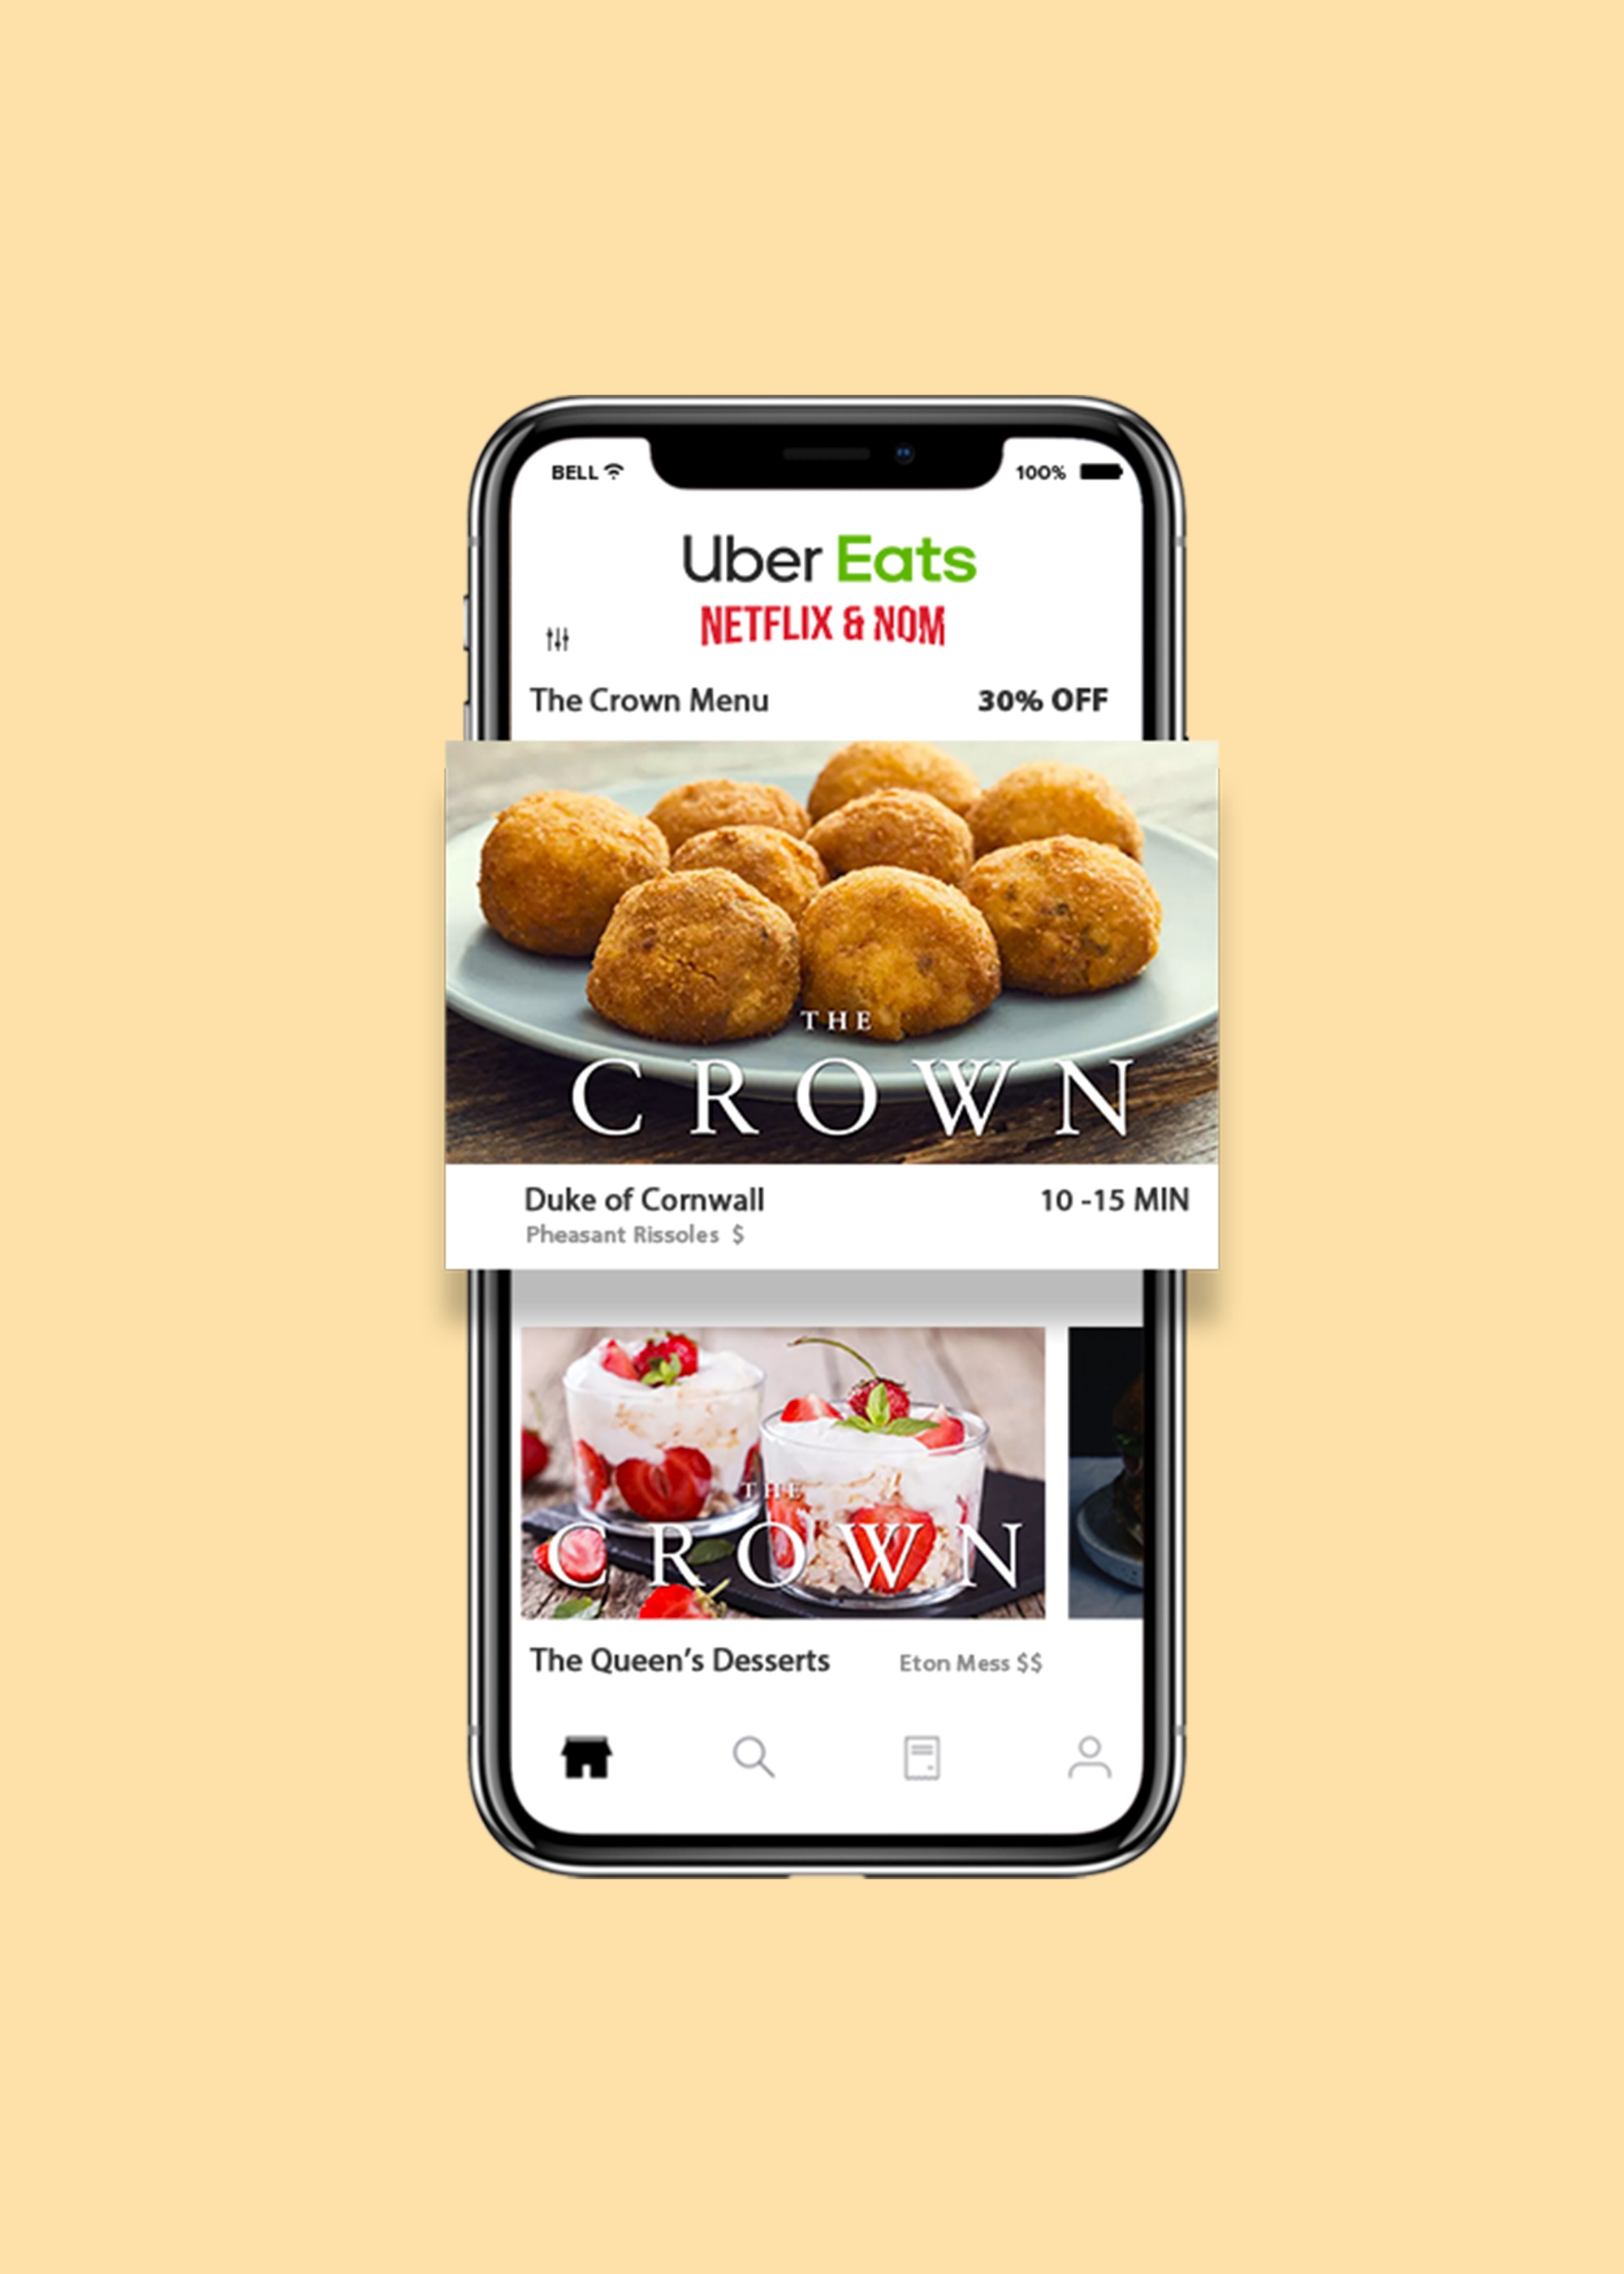 BELL 100%
Uber Eats
NETFLIX & NOM
The Crown Menu 30% OFF
THE
CROWN
Duke of Cornwall 10 -15 MIN
Pheasant Rissoles $
THE
CROWN
The Queen’s Desserts Eton Mess $$